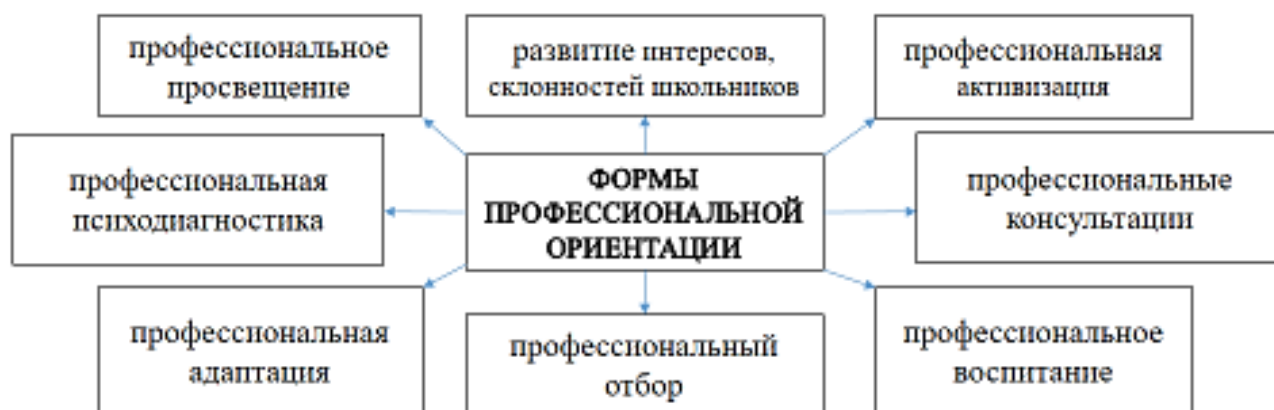 профессиональное
просвещение
развитие интересов,
склонностей школьников
профессиональная
активизация
профессиональная
психодиагностика
ФОРМЫ
ПРОФЕССИОНАЛЬНОЙ
ОРИЕНТАЦИИ
профессиональные
консультации
профессиональная
адаптация
профессиональный
отбор
профессиональное
воспитание